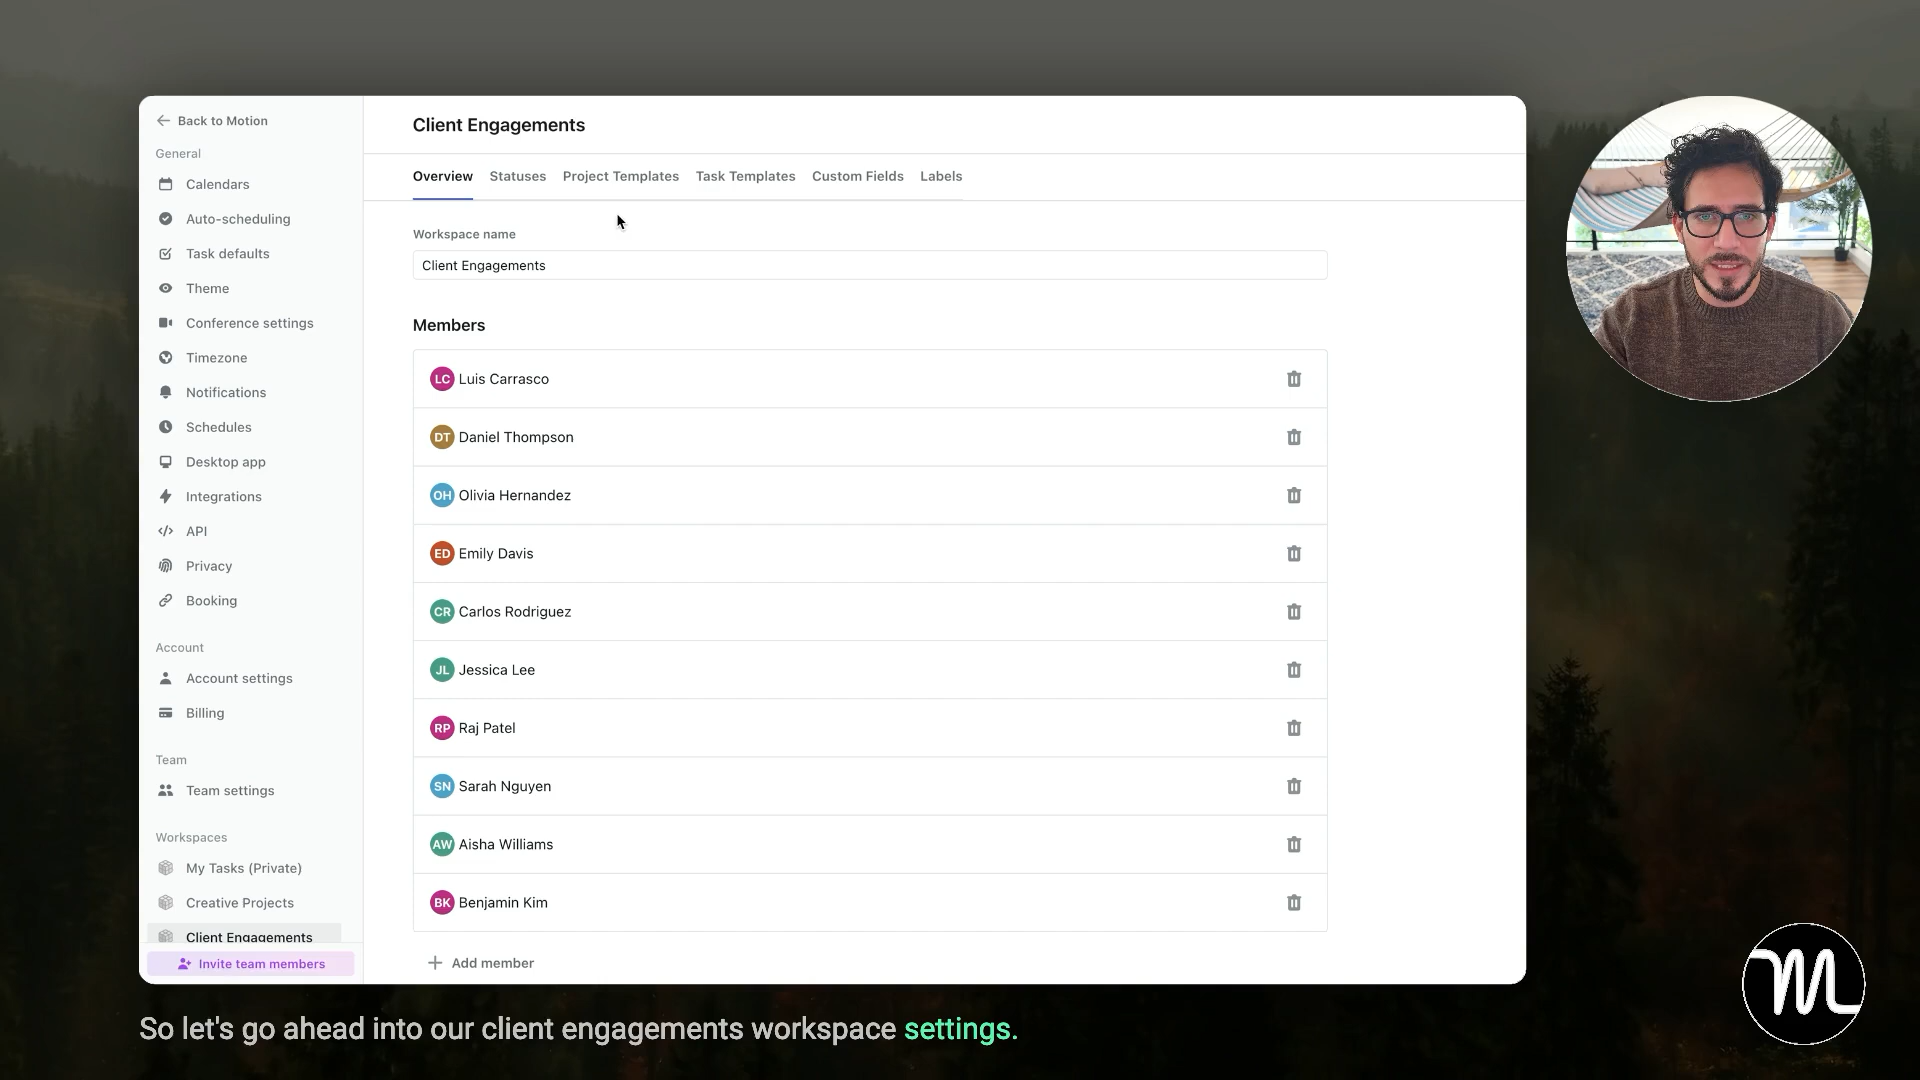 Back to Motion
General
Calendars
Auto-scheduling
Task defaults
Theme
Conference settings
Timezone
Notifications
Schedules
Desktop app
Integrations
API
Privacy
Booking
Account
Account settings
Billing
Team
Team settings
Workspaces
My Tasks (Private)
Creative Projects
Client Engagements
Invite team members
Client Engagements
Overview Statuses Project Templates Task Templates Custom Fields Labels
Workspace name
Client Engagements
Members
LC Luis Carrasco
DT Daniel Thompson
OH Olivia Hernandez
ED Emily Davis
CR Carlos Rodriguez
JL Jessica Lee
RP Raj Patel
SN Sarah Nguyen
AW Aisha Williams
BK Benjamin Kim
Add member
So let's go ahead into our client engagements workspace settings.
M